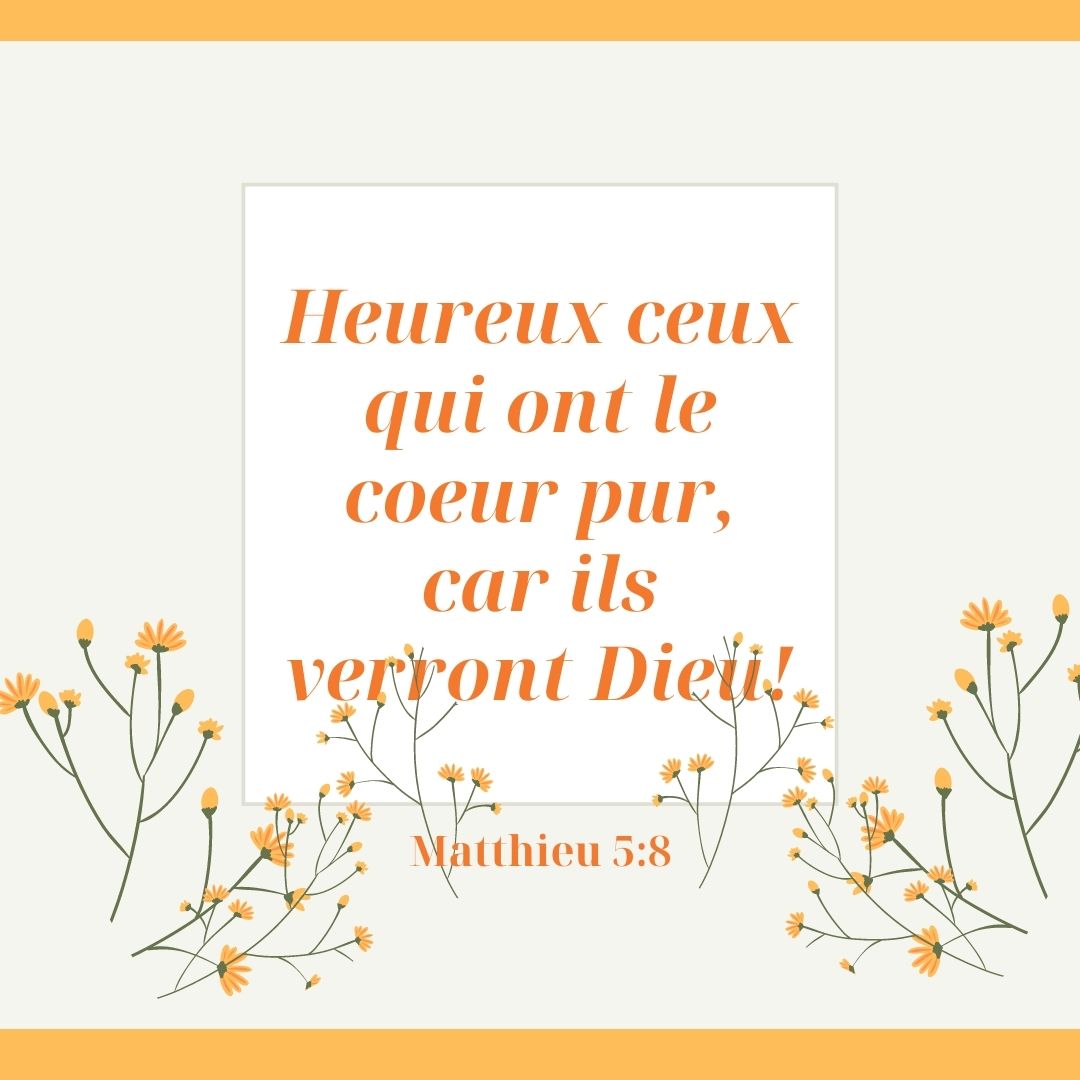 Heureux ceux
qui ont le
coeur pur,
car ils
verront Dieu!
Matthieu 5:8